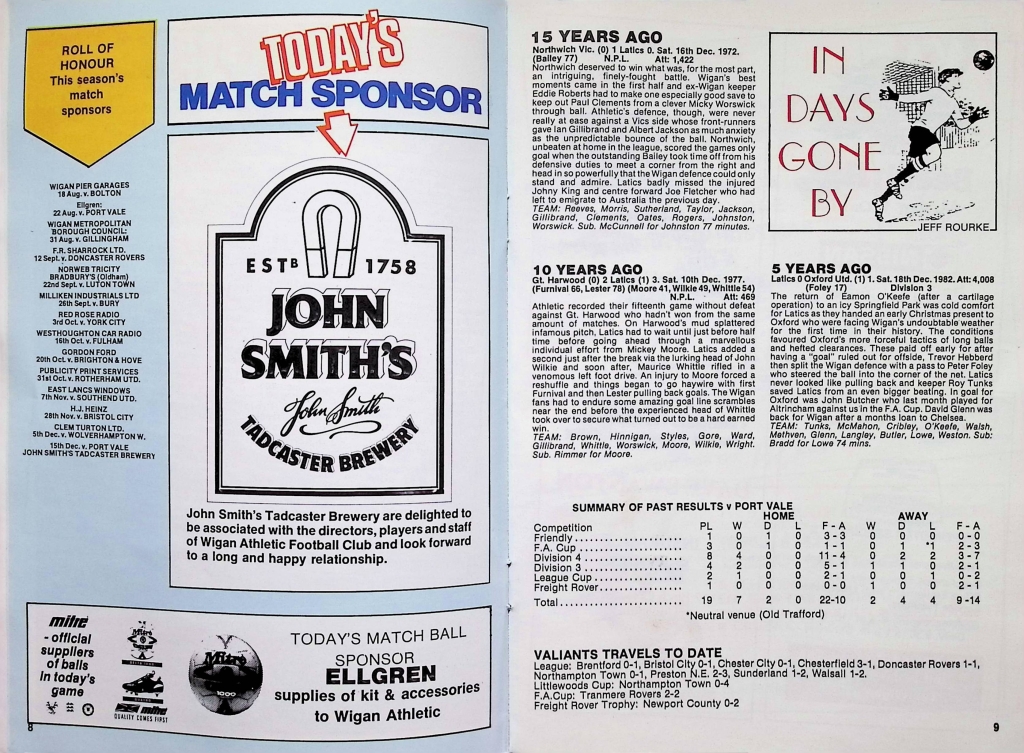 ROLL OF
HONOUR
This season's
match
sponsors
WIGAN PIER GARAGES
18 Aug. v. BOLTON
Ellgren:
22 Aug. v. PORT VALE
WIGAN METROPOLITAN
BOROUGH COUNCIL:
31 Aug. v. GILLINGHAM
F.R. SHARROCK LTD.
12 Sept. v. DONCASTER ROVERS
NORWEB TRICITY
BRADBURY'S (Oldham)
22nd Sept. v. LUTON TOWN
MILLIKEN INDUSTRIALS LTD
26th Sept. v. BURY
RED ROSE RADIO
3rd Oct. v. YORK CITY
WESTHOUGHTON CAR RADIO
16th Oct. v. FULHAM
GORDON FORD
20th Oct. v. BRIGHTON & HOVE
PUBLICITY PRINT SERVICES
31st Oct. v. ROTHERHAM UTD.
EAST LANCS WINDOWS
7th Nov. v. SOUTHEND UTD.
H.J. HEINZ
28th Nov. v. BRISTOL CITY
CLEM TURTON LTD.
5th Dec. v. WOLVERHAMPTON W.
15th Dec. v. PORT VALE
JOHN SMITH'S TADCASTER BREWERY
TODAY'S
MATCH SPONSOR
ESTB 1758
JOHN
SMITH'S
John Smith
TADCASTER BREWERY
John Smith's Tadcaster Brewery are delighted to
be associated with the directors, players and staff
of Wigan Athletic Football Club and look forward
to a long and happy relationship.
mitre
- official
suppliers
of balls
in today's
game
Mitre
mitre
QUALITY COMES FIRST
Mitre
1000
TODAY'S MATCH BALL
SPONSOR
ELLGREN
supplies of kit & accessories
to Wigan Athletic
8
15 YEARS AGO
Northwich Vic. (0) 1 Latics 0. Sat. 16th Dec. 1972.
(Bailey 77) N.P.L. Att: 1,422
Northwich deserved to win what was, for the most part,
an intriguing, finely-fought battle. Wigan's best
moments came in the first half and ex-Wigan keeper
Eddie Roberts had to make one especially good save to
keep out Paul Clements from a clever Micky Worswick
through ball. Athletic's defence, though, were never
really at ease against a Vics side whose front-runners
gave Ian Gillibrand and Albert Jackson as much anxiety
as the unpredictable bounce of the ball. Northwich,
unbeaten at home in the league, scored the games only
goal when the outstanding Bailey took time off from his
defensive duties to meet a corner from the right and
head in so powerfully that the Wigan defence could only
stand and admire. Latics badly missed the injured
Johny King and centre forward Joe Fletcher who had
left to emigrate to Australia the previous day.
TEAM: Reeves, Morris, Sutherland, Taylor, Jackson,
Gillibrand, Clements, Oates, Rogers, Johnston,
Worswick. Sub. McCunnell for Johnston 77 minutes.
IN
DAYS
GONE
BY
JEFF ROURKE
10 YEARS AGO
Gt. Harwood (0) 2 Latics (1) 3. Sat. 10th Dec. 1977.
(Furnival 66, Lester 78) (Moore 41, Wilkie 49, Whittle 54)
N.P.L. Att: 469
Athletic recorded their fifteenth game without defeat
against Gt. Harwood who hadn't won from the same
amount of matches. On Harwood's mud splattered
infamous pitch, Latics had to wait until just before half
time before going ahead through a marvellous
individual effort from Mickey Moore. Latics added a
second just after the break via the lurking head of John
Wilkie and soon after, Maurice Whittle rifled in a
venomous left foot drive. An injury to Moore forced a
reshuffle and things began to go haywire with first
Furnival and then Lester pulling back goals. The Wigan
fans had to endure some amazing goal line scrambles
near the end before the experienced head of Whittle
took over to secure what turned out to be a hard earned
win.
TEAM: Brown, Hinnigan, Styles, Gore, Ward,
Gillibrand, Whittle, Worswick, Moore, Wilkie, Wright.
Sub. Rimmer for Moore.
5 YEARS AGO
Latics 0 Oxford Utd. (1) 1. Sat. 18th Dec. 1982. Att: 4,008
(Foley 17) Division 3
The return of Eamon O'Keefe (after a cartilage
operation) to an icy Springfield Park was cold comfort
for Latics as they handed an early Christmas present to
Oxford who were facing Wigan's undoubtable weather
for the first time in their history. The conditions
favoured Oxford's more forceful tactics of long balls
and hefted clearances. These paid off early for after
having a "goal" ruled out for offside, Trevor Hebberd
then split the Wigan defence with a pass to Peter Foley
who steered the ball into the corner of the net. Latics
never looked like pulling back and keeper Roy Tunks
saved Latics from an even bigger beating. In goal for
Oxford was John Butcher who last month played for
Altrincham against us in the F.A. Cup. David Glenn was
back for Wigan after a months loan to Chelsea.
TEAM: Tunks, McMahon, Cribley, O'Keefe, Walsh,
Methven, Glenn, Langley, Butler, Lowe, Weston. Sub:
Bradd for Lowe 74 mins.
SUMMARY OF PAST RESULTS v PORT VALE
HOME AWAY
Competition PL W D L F - A W D L F - A
Friendly 1 0 1 0 3 - 3 0 0 0 0 - 0
F.A. Cup 3 0 1 0 1 - 1 0 1 *1 2 - 3
Division 4 8 4 0 0 11 - 4 0 2 2 3 - 7
Division 3 4 2 0 0 5 - 1 1 1 0 2 - 1
League Cup 2 1 0 0 2 - 1 0 0 1 0 - 2
Freight Rover 1 0 0 0 0 - 0 1 0 0 2 - 1
Total 19 7 2 0 22-10 2 4 4 9 -14
*Neutral venue (Old Trafford)
VALIANTS TRAVELS TO DATE
League: Brentford 0-1, Bristol City 0-1, Chester City 0-1, Chesterfield 3-1, Doncaster Rovers 1-1,
Northampton Town 0-1, Preston N.E. 2-3, Sunderland 1-2, Walsall 1-2.
Littlewoods Cup: Northampton Town 0-4
F.A.Cup: Tranmere Rovers 2-2
Freight Rover Trophy: Newport County 0-2
9